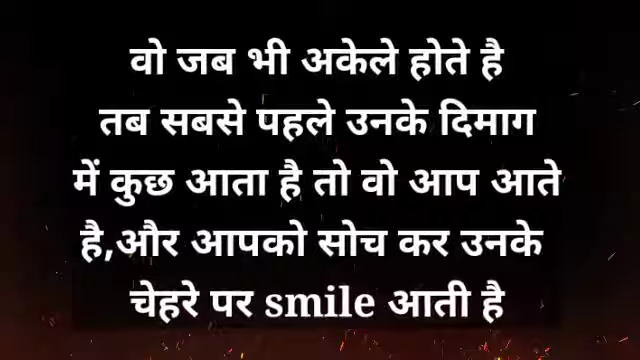 वो जब भी अकेले होते है
तब सबसे पहले उनके दिमाग
में कुछ आता है तो वो आप आते
है,और आपको सोच कर उनके
चेहरे पर smile आती है